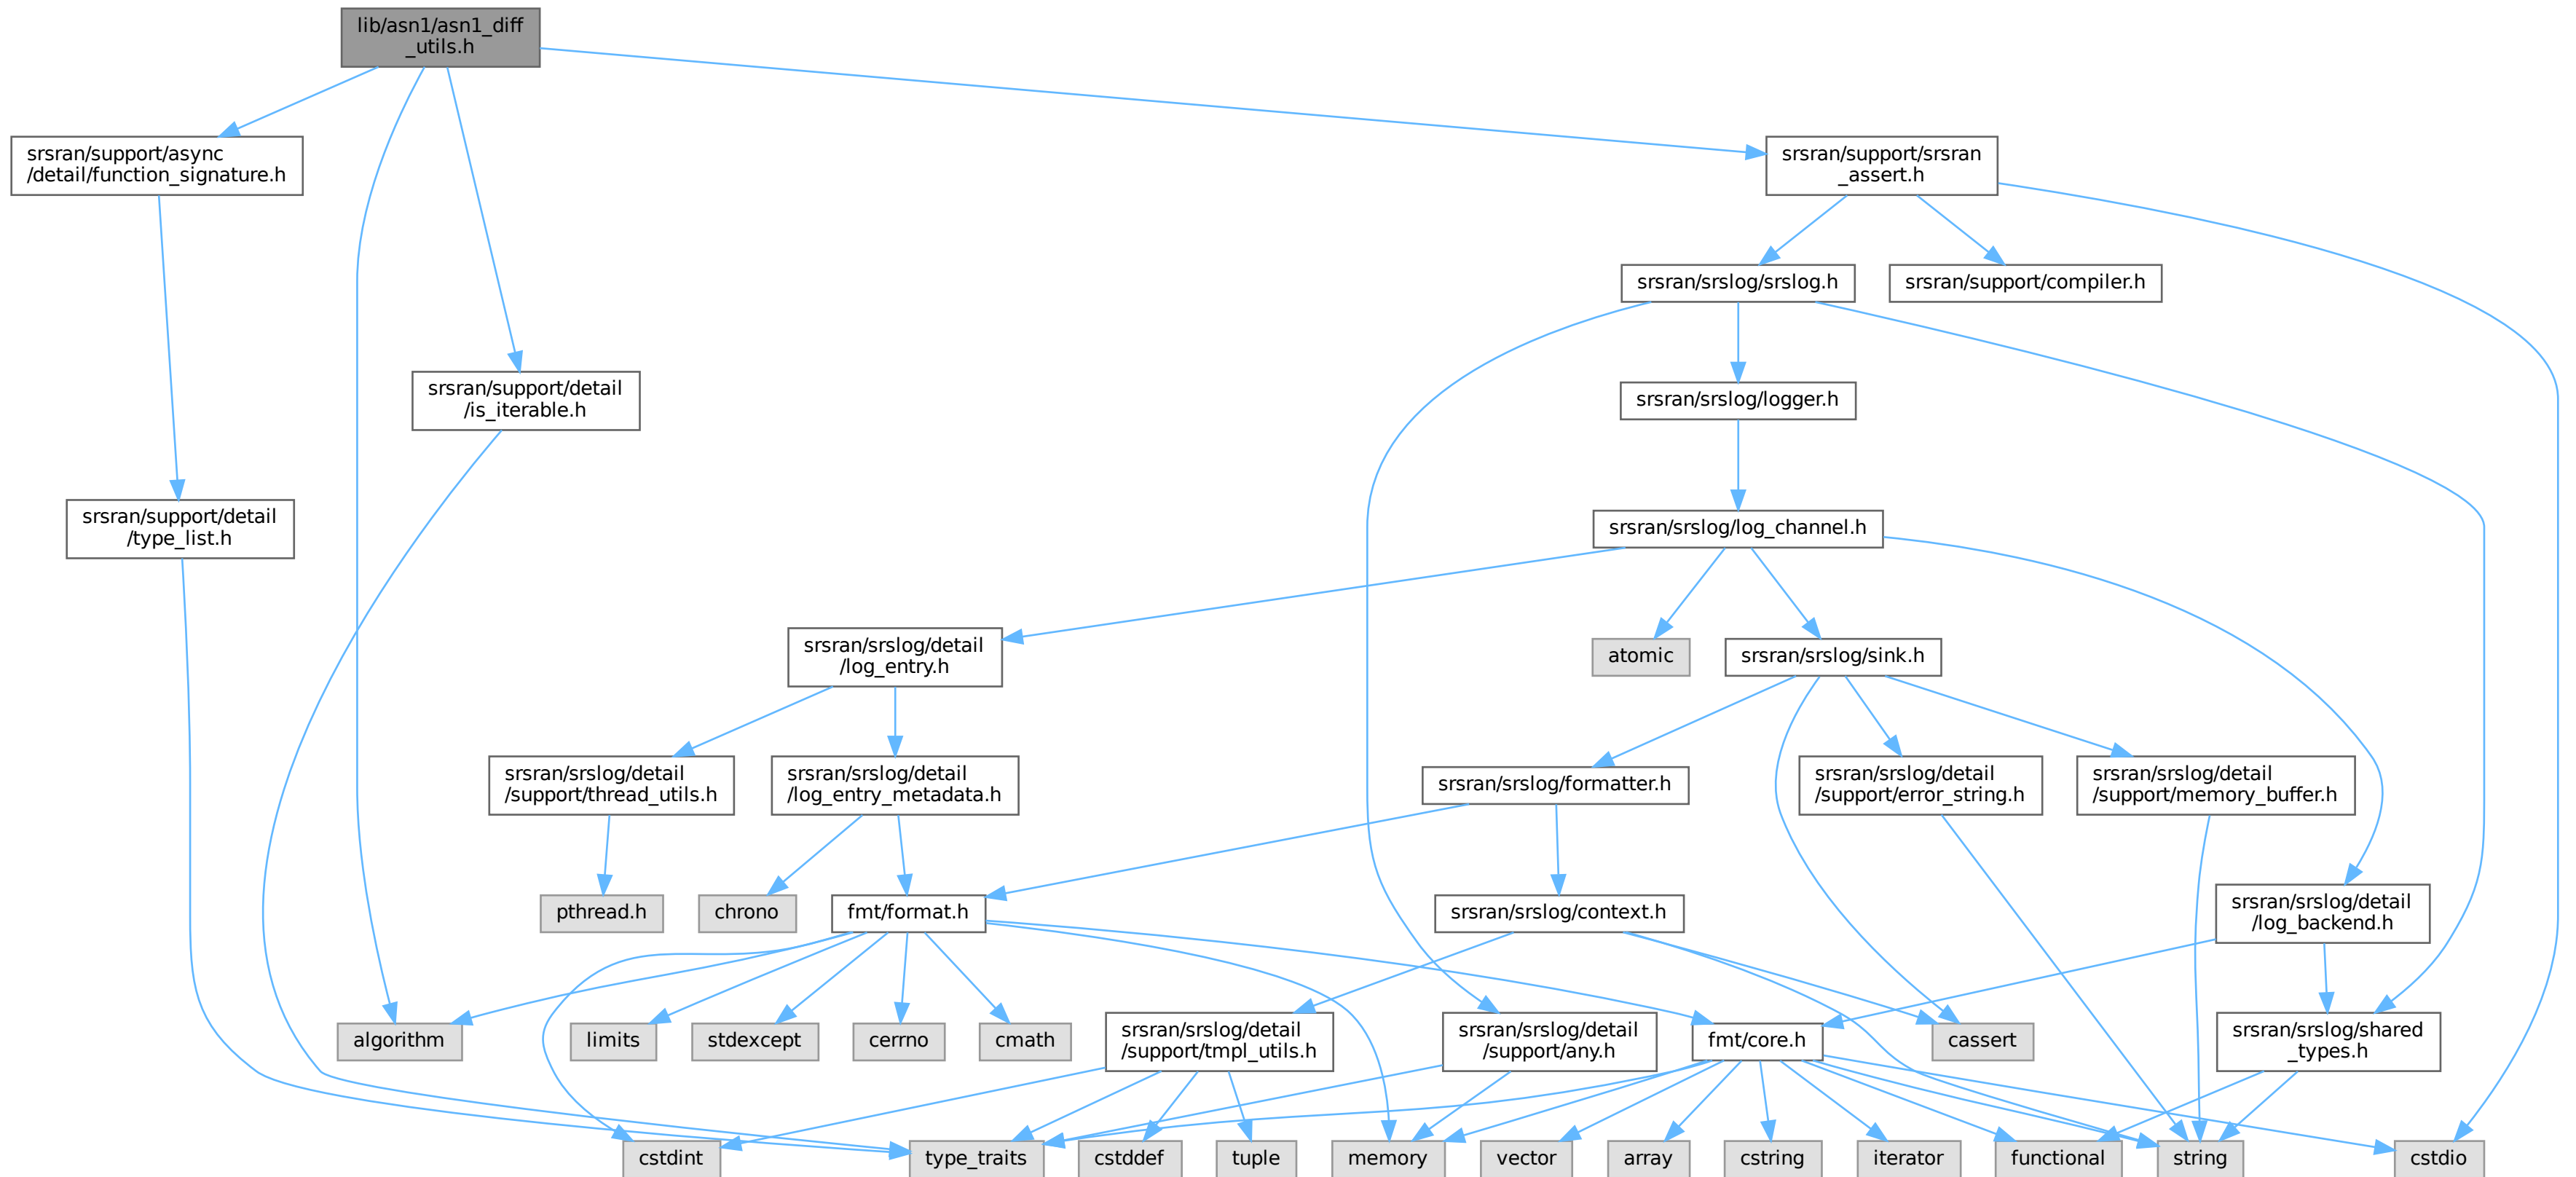 lib/asn1/asn1_diff
_utils.h
srsran/support/async
/detail/function_signature.h
srsran/support/srsran
_assert.h
srsran/srslog/srslog.h
srsran/support/compiler.h
srsran/support/detail
/is_iterable.h
srsran/srslog/logger.h
srsran/support/detail
/type_list.h
srsran/srslog/log_channel.h
srsran/srslog/detail
/log_entry.h
atomic
srsran/srslog/sink.h
srsran/srslog/detail
/support/thread_utils.h
srsran/srslog/detail
/log_entry_metadata.h
srsran/srslog/formatter.h
srsran/srslog/detail
/support/error_string.h
srsran/srslog/detail
/support/memory_buffer.h
pthread.h
chrono
fmt/format.h
srsran/srslog/context.h
srsran/srslog/detail
/log_backend.h
algorithm
limits
stdexcept
cerrno
cmath
srsran/srslog/detail
/support/tmpl_utils.h
srsran/srslog/detail
/support/any.h
fmt/core.h
cassert
srsran/srslog/shared
_types.h
cstdint
type_traits
cstddef
tuple
memory
vector
array
cstring
iterator
functional
string
cstdio